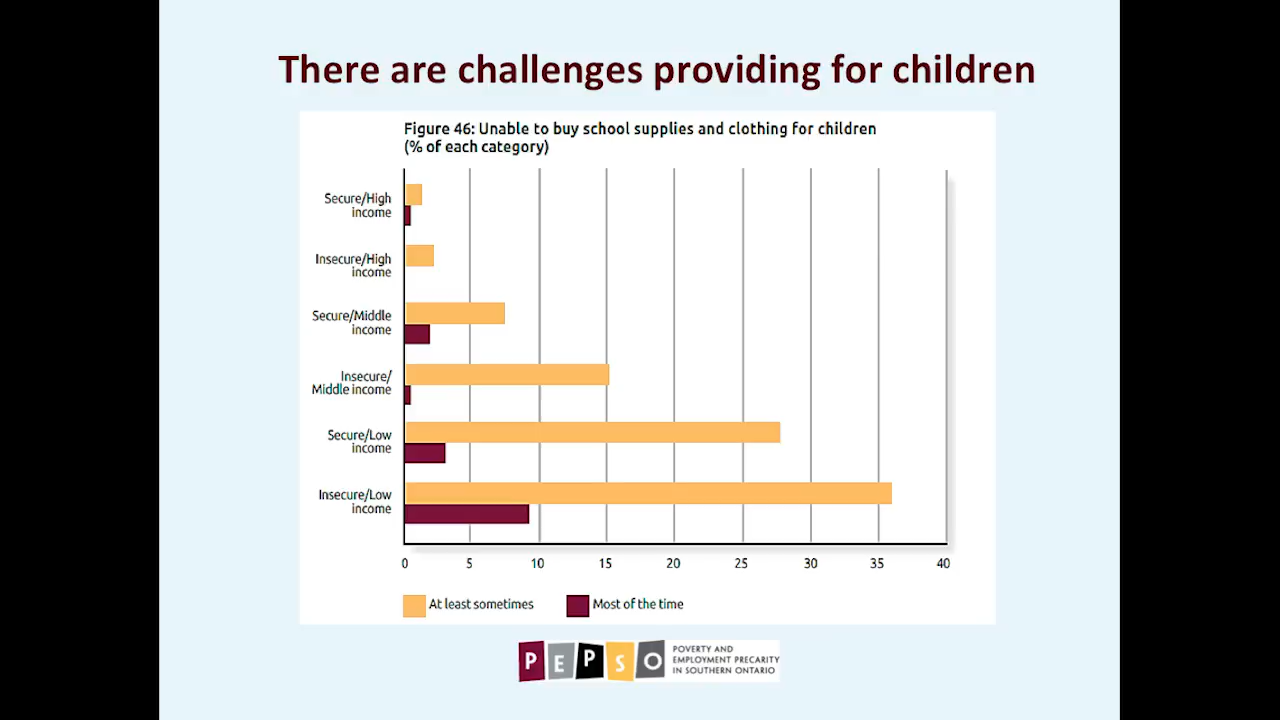 There are challenges providing for children
Figure 46: Unable to buy school supplies and clothing for children
(% of each category)
Secure/High
income
Insecure/High
income
Secure/Middle
income
Insecure/
Middle income
Secure/Low
income
Insecure/Low
income
0 5 10 15 20 25 30 35 40
At least sometimes Most of the time
PEPSO
POVERTY AND
EMPLOYMENT PRECARITY
IN SOUTHERN ONTARIO